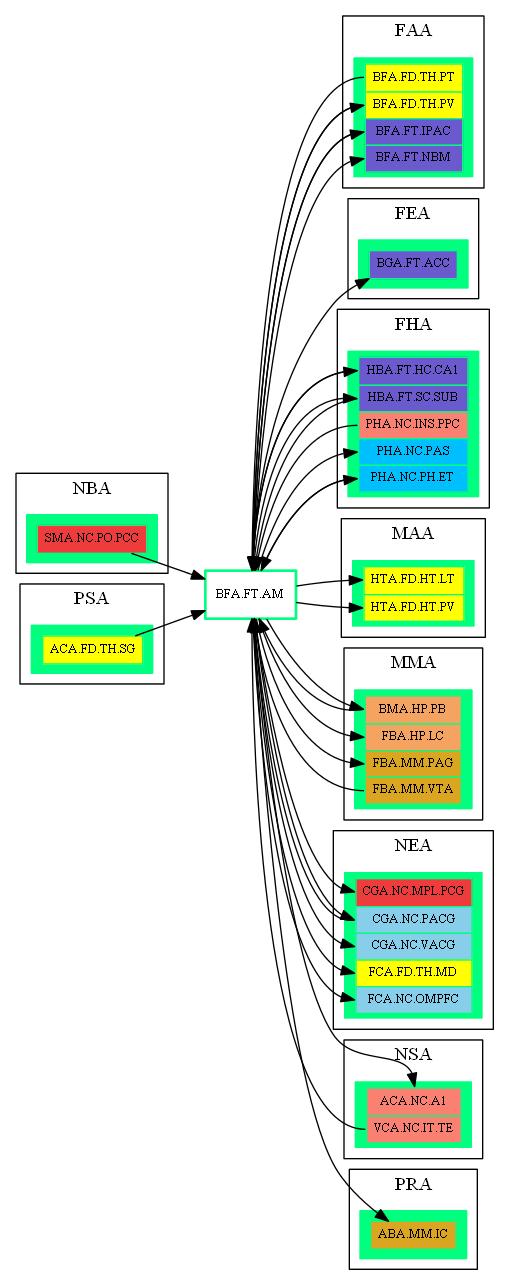 FAA
BFA.FD.TH.PT
BFA.FD.TH.PV
BFA.FT.IPAC
BFA.FT.NBM
FEA
BGA.FT.ACC
FHA
HBA.FT.HC.CA1
HBA.FT.SC.SUB
PHA.NC.INS.PPC
PHA.NC.PAS
PHA.NC.PH.ET
NBA
SMA.NC.PO.PCC
PSA
ACA.FD.TH.SG
BFA.FT.AM
MAA
HTA.FD.HT.LT
HTA.FD.HT.PV
MMA
BMA.HP.PB
FBA.HP.LC
FBA.MM.PAG
FBA.MM.VTA
NEA
CGA.NC.MPL.PCG
CGA.NC.PACG
CGA.NC.VACG
FCA.FD.TH.MD
FCA.NC.OMPFC
NSA
ACA.NC.A1
VCA.NC.IT.TE
PRA
ABA.MM.IC